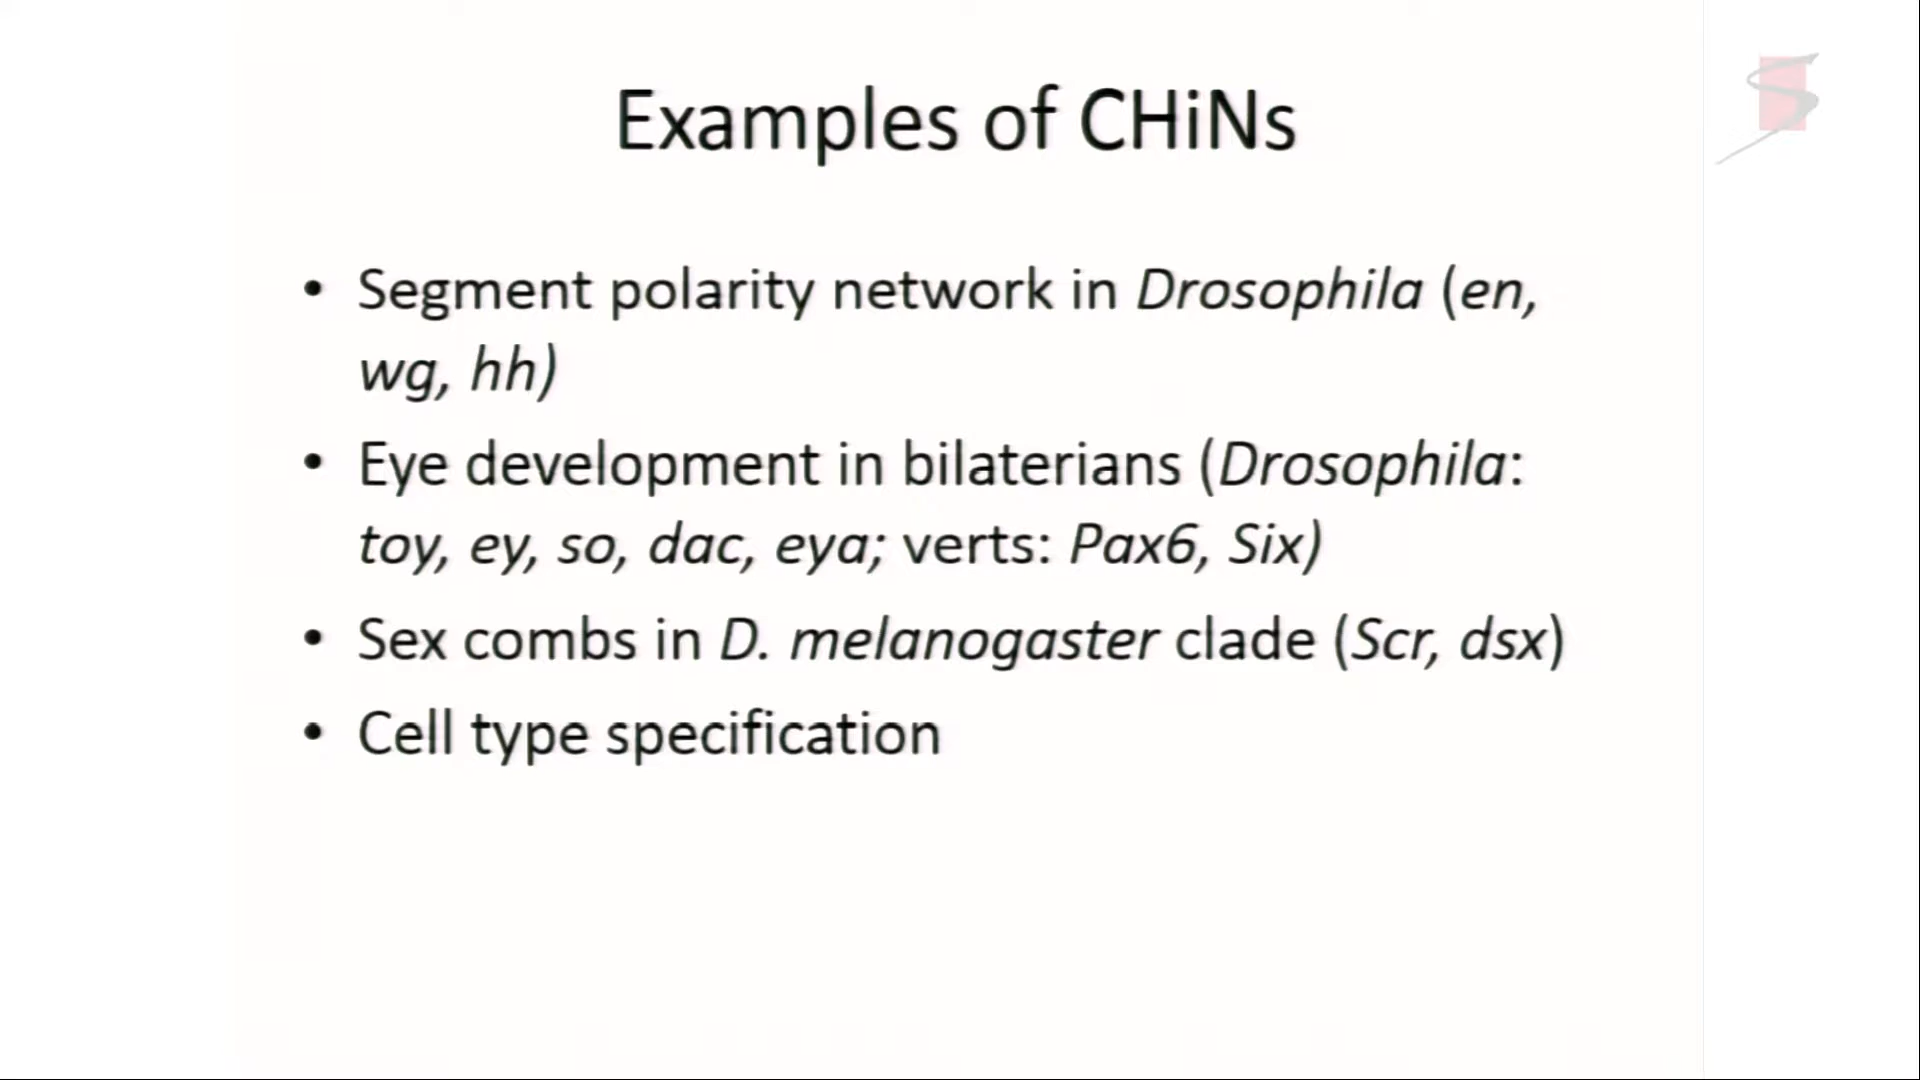 Examples of CHiNs
• Segment polarity network in Drosophila (en,
wg, hh)
• Eye development in bilaterians (Drosophila:
toy, ey, so, dac, eya; verts: Pax6, Six)
• Sex combs in D. melanogaster clade (Scr, dsx)
• Cell type specification